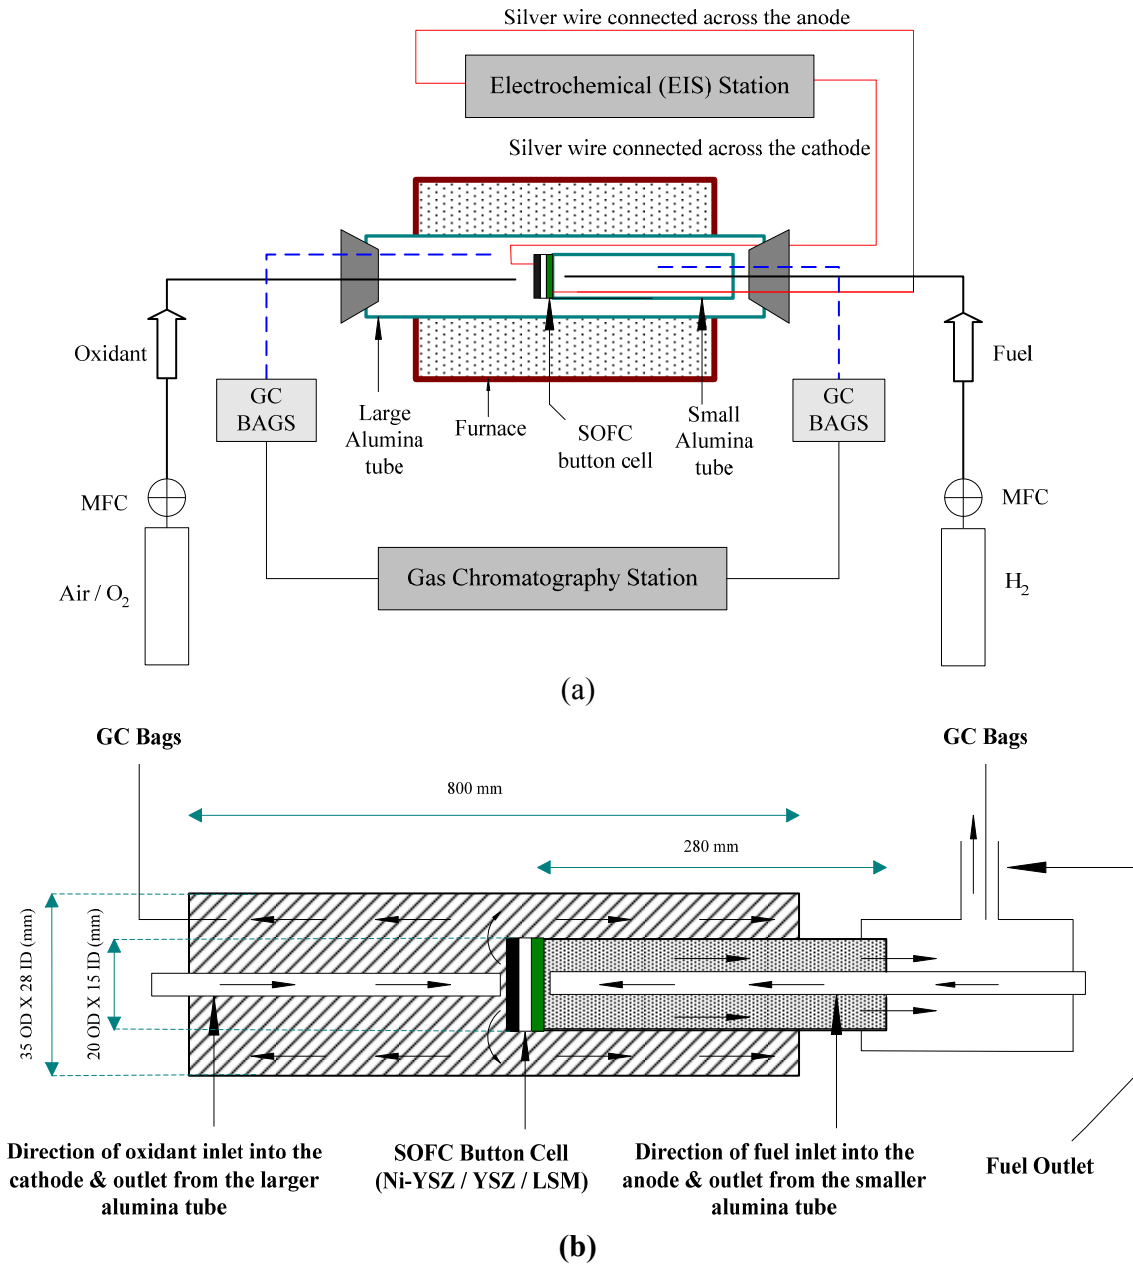 Silver wire connected across the anode
Electrochemical (EIS) Station
Silver wire connected across the cathode
Oxidant
Fuel
GC
BAGS
Large
Alumina
tube
Furnace
SOFC
button cell
Small
Alumina
tube
GC
BAGS
MFC
MFC
Gas Chromatography Station
Air / O2
H2
(a)
GC Bags
GC Bags
800 mm
280 mm
35 OD X 28 ID (mm)
20 OD X 15 ID (mm)
Direction of oxidant inlet into the
cathode & outlet from the larger
alumina tube
SOFC Button Cell
(Ni-YSZ / YSZ / LSM)
Direction of fuel inlet into the
anode & outlet from the smaller
alumina tube
Fuel Outlet
(b)